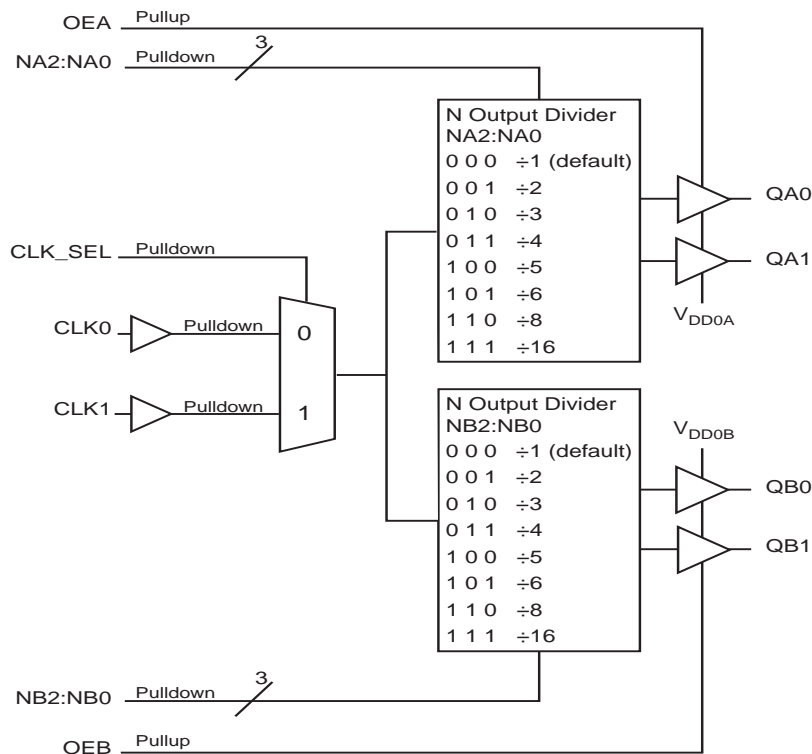 OEA Pullup
3
NA2:NA0 Pulldown
N Output Divider
NA2:NA0
0 0 0 ÷1 (default)
0 0 1 ÷2
0 1 0 ÷3
0 1 1 ÷4
1 0 0 ÷5
1 0 1 ÷6
1 1 0 ÷8
1 1 1 ÷16
QA0
QA1
VDD0A
CLK_SEL Pulldown
CLK0 Pulldown 0
CLK1 Pulldown 1
N Output Divider
NB2:NB0
0 0 0 ÷1 (default)
0 0 1 ÷2
0 1 0 ÷3
0 1 1 ÷4
1 0 0 ÷5
1 0 1 ÷6
1 1 0 ÷8
1 1 1 ÷16
VDD0B
QB0
QB1
3
NB2:NB0 Pulldown
OEB Pullup